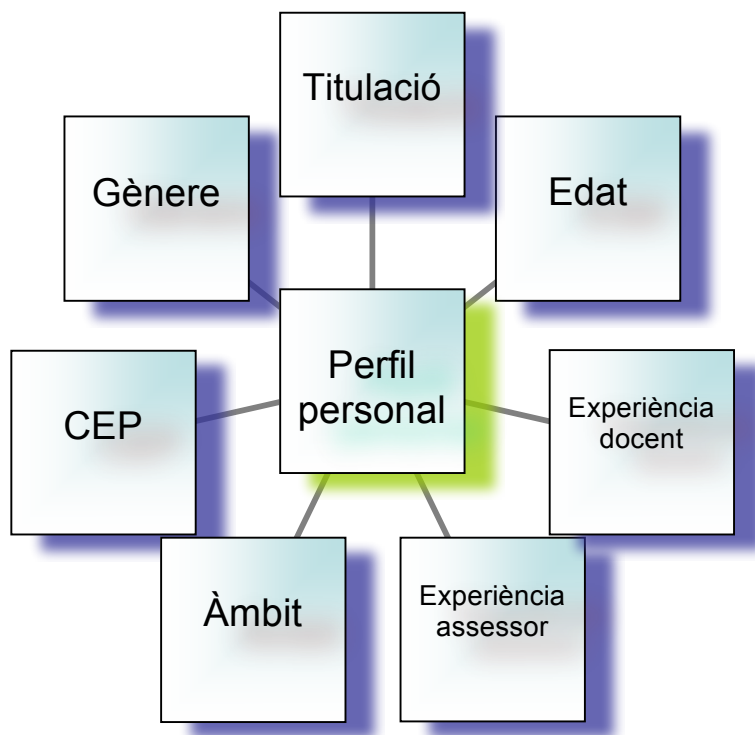 Titulació
Gènere
Edat
Perfil
personal
CEP
Experiència
docent
Àmbit
Experiència
assessor